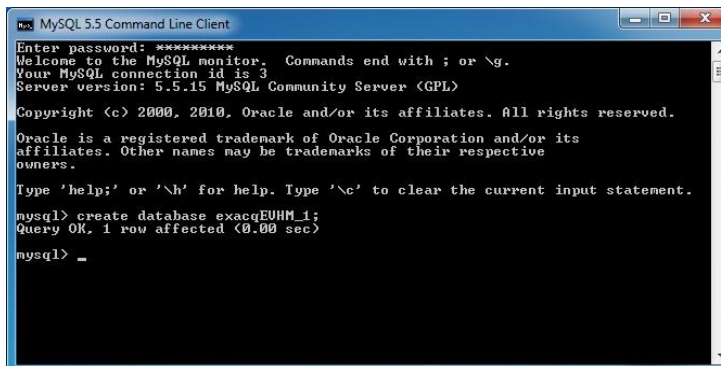 MySQL 5.5 Command Line Client
Enter password: *********
Welcome to the MySQL monitor.  Commands end with ; or \g.
Your MySQL connection id is 3
Server version: 5.5.15 MySQL Community Server (GPL)
Copyright (c) 2000, 2010, Oracle and/or its affiliates. All rights reserved.
Oracle is a registered trademark of Oracle Corporation and/or its
affiliates. Other names may be trademarks of their respective
owners.
Type 'help;' or '\h' for help. Type '\c' to clear the current input statement.
mysql> create database exacqEVHM_1;
Query OK, 1 row affected (0.00 sec)
mysql> _